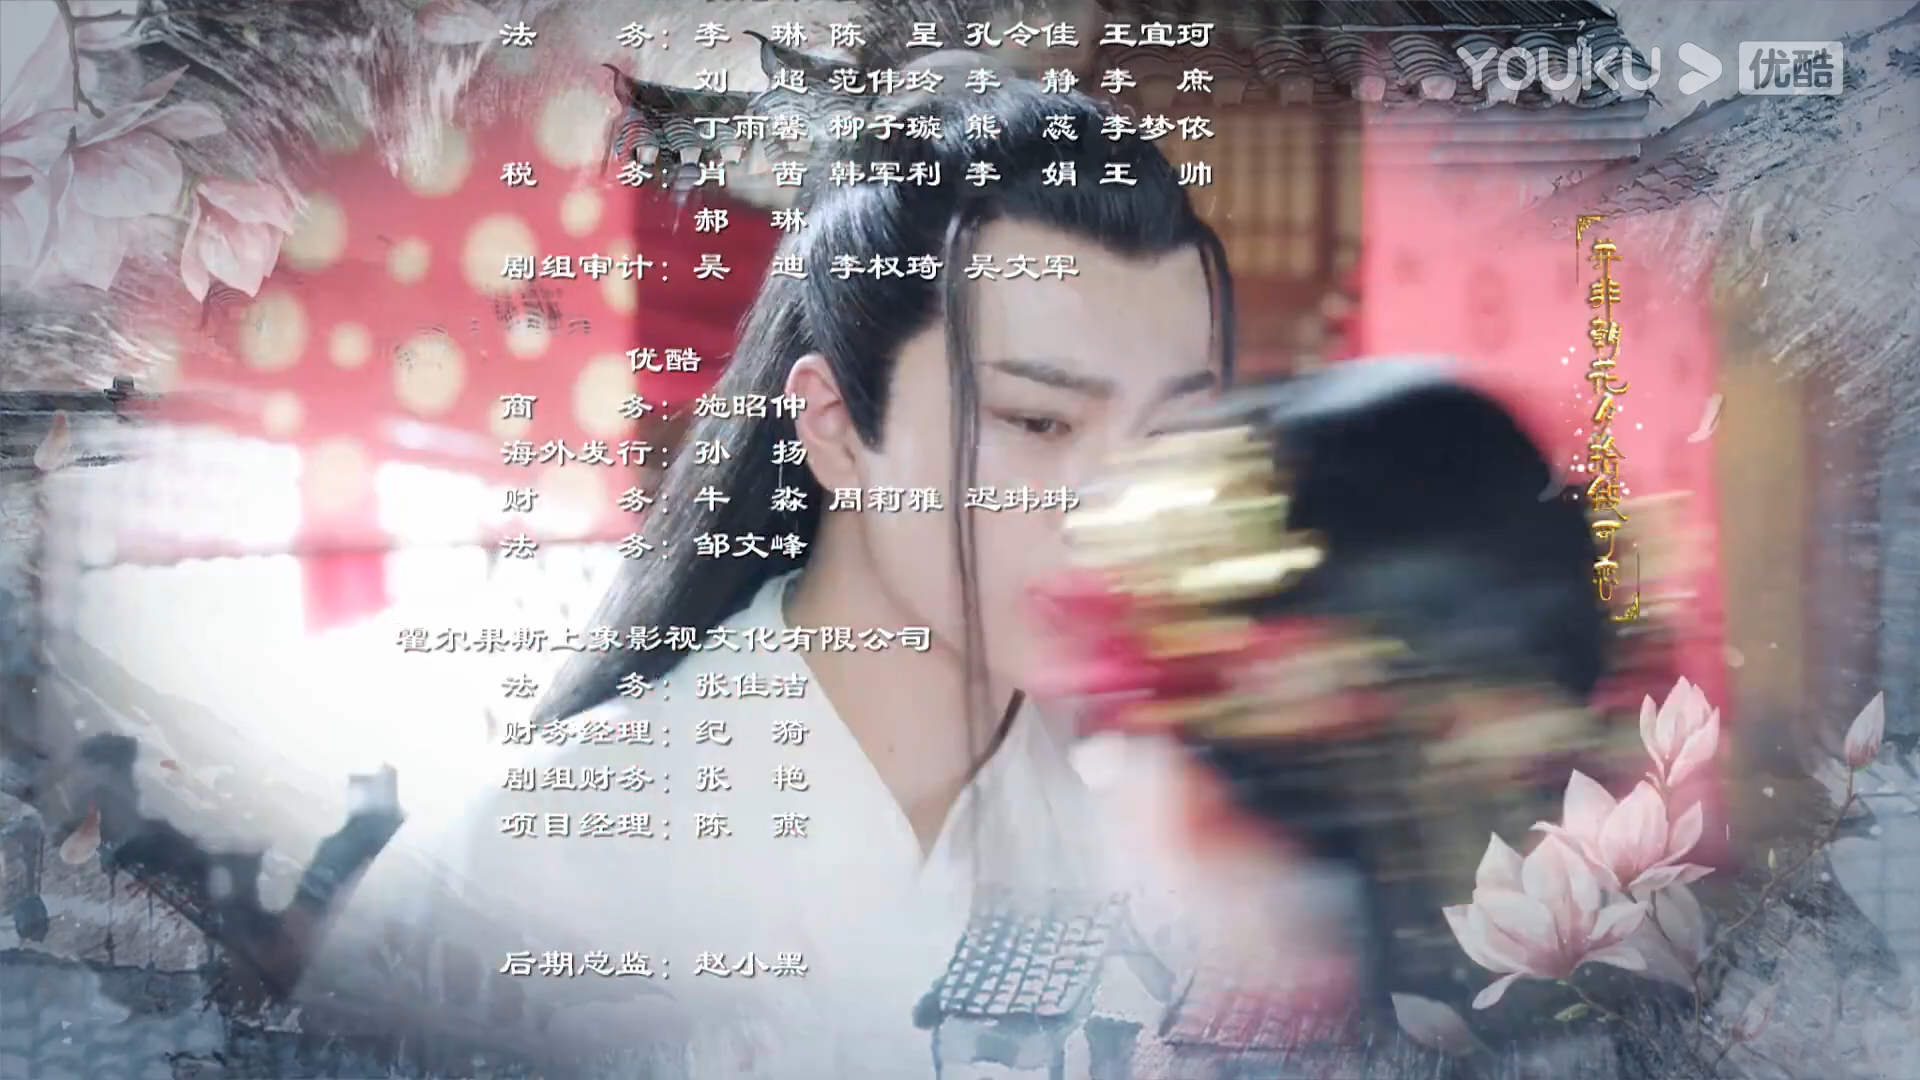 YOUKU 优酷
法务：李琳 陈呈 孔令佳 王宜珂
刘超 范伟玲 李静 李庶
丁雨馨 柳子璇 熊蕊 李梦依
税务：肖茜 韩军利 李娟 王帅
郝琳
剧组审计：吴迪 李权琦 吴文军
优酷
商务：施昭仲
海外发行：孙扬
财务：牛淼 周莉雅 迟玮玮
法务：邹文峰
霍尔果斯上象影视文化有限公司
法务：张佳洁
财务经理：纪漪
剧组财务：张艳
项目经理：陈燕
后期总监：赵小黑